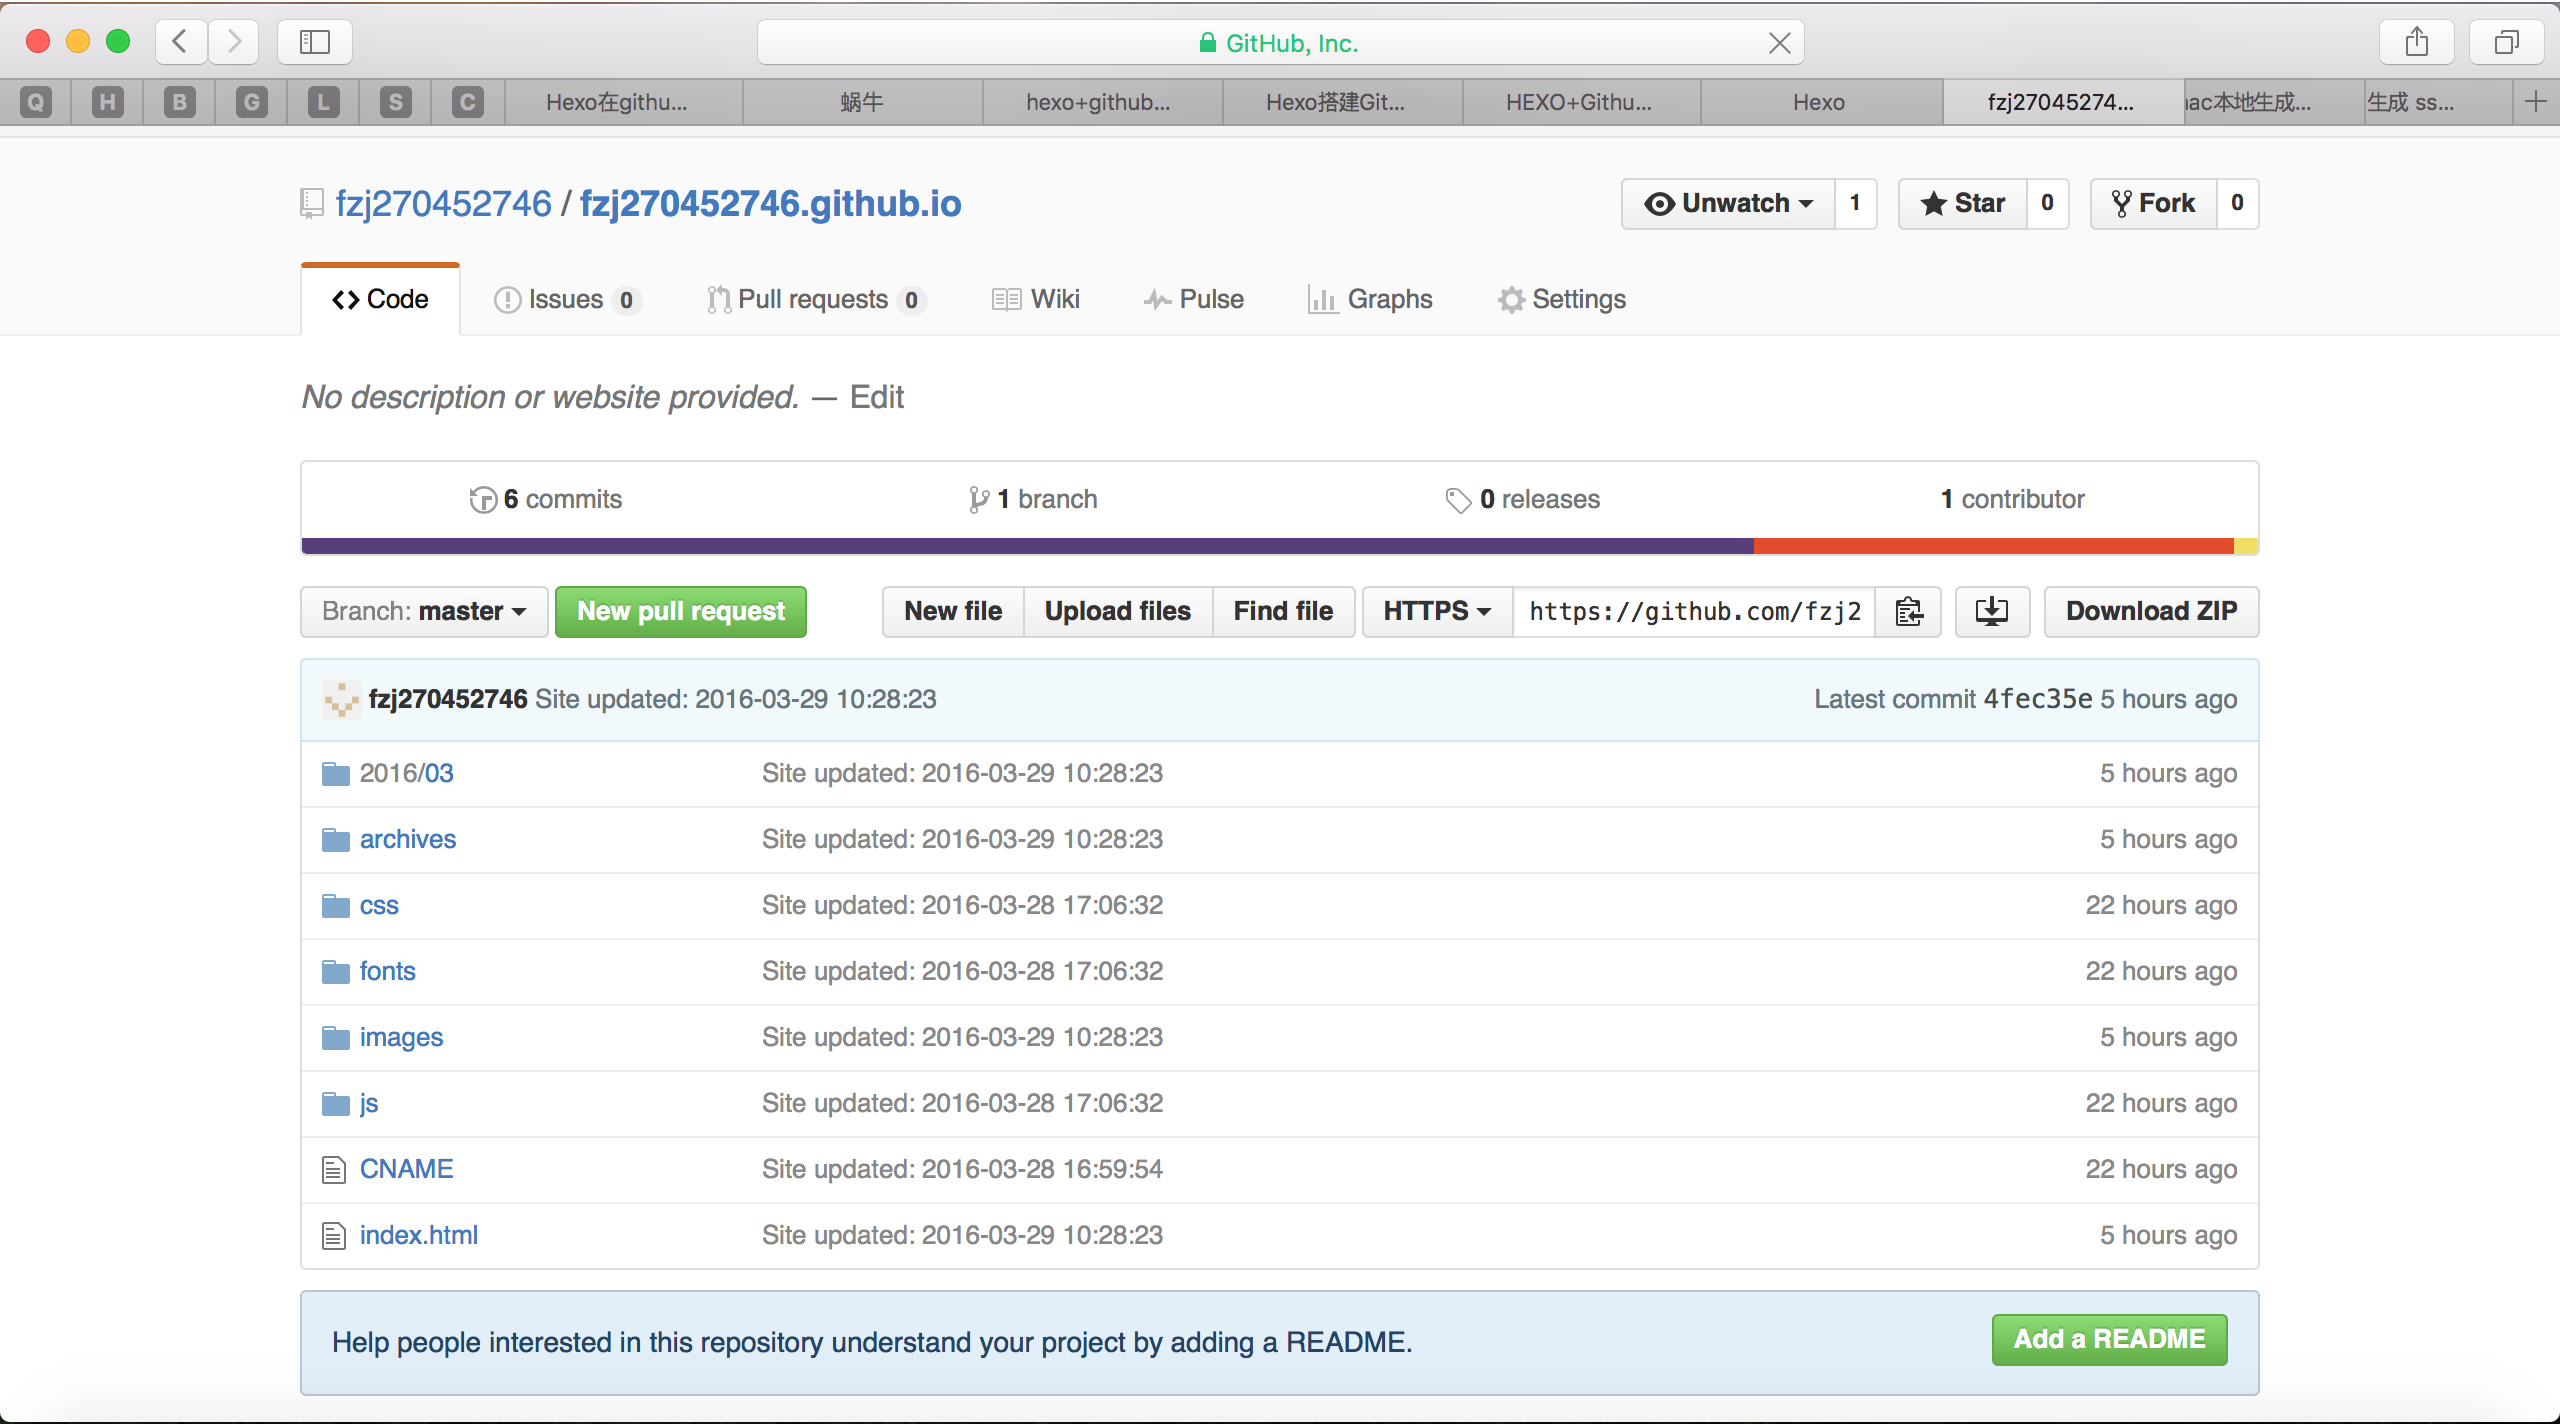 GitHub, Inc.
Q H B G L S C Hexo在githu... 蜗牛 hexo+github... Hexo搭建Git... HEXO+Githu... Hexo fzj27045274... ac本地生成... 生成 ss...
fzj270452746 / fzj270452746.github.io Unwatch 1 Star 0 Fork 0
Code Issues 0 Pull requests 0 Wiki Pulse Graphs Settings
No description or website provided. — Edit
6 commits 1 branch 0 releases 1 contributor
Branch: master New pull request New file Upload files Find file HTTPS https://github.com/fzj2 Download ZIP
fzj270452746 Site updated: 2016-03-29 10:28:23 Latest commit 4fec35e 5 hours ago
2016/03 Site updated: 2016-03-29 10:28:23 5 hours ago
archives Site updated: 2016-03-29 10:28:23 5 hours ago
css Site updated: 2016-03-28 17:06:32 22 hours ago
fonts Site updated: 2016-03-28 17:06:32 22 hours ago
images Site updated: 2016-03-29 10:28:23 5 hours ago
js Site updated: 2016-03-28 17:06:32 22 hours ago
CNAME Site updated: 2016-03-28 16:59:54 22 hours ago
index.html Site updated: 2016-03-29 10:28:23 5 hours ago
Help people interested in this repository understand your project by adding a README. Add a README